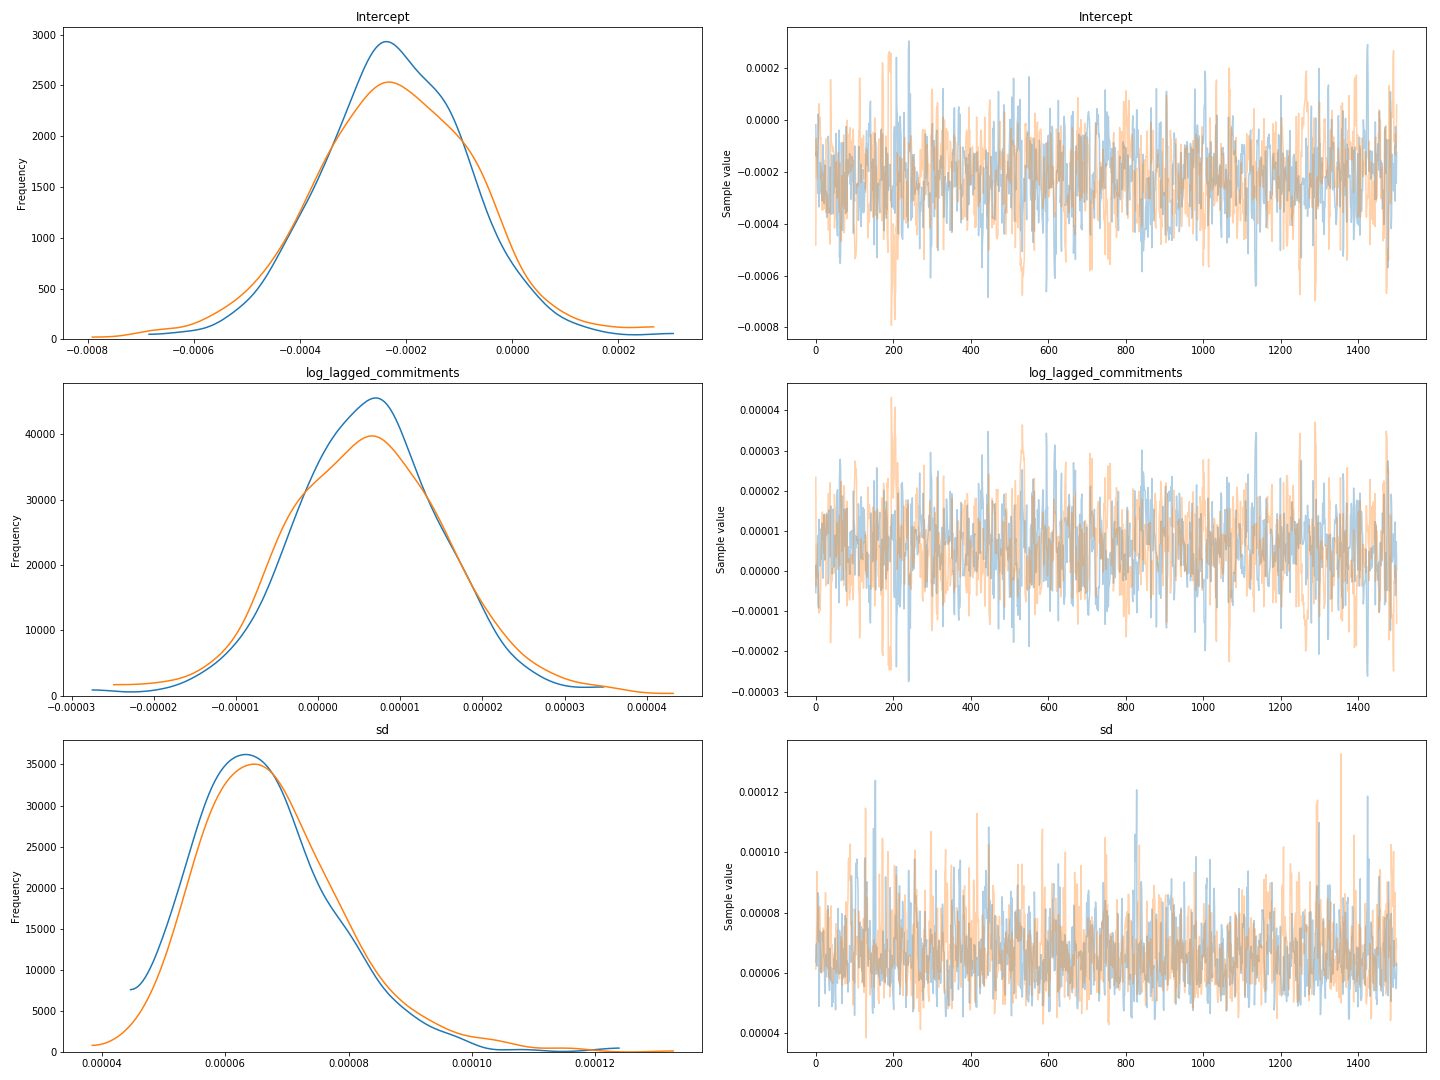 Intercept
3000
2500
2000
1500
1000
500
0
Frequency
−0.0008 −0.0006 −0.0004 −0.0002 0.0000 0.0002
Intercept
0.0002
0.0000
−0.0002
−0.0004
−0.0006
−0.0008
Sample value
0 200 400 600 800 1000 1200 1400
log_lagged_commitments
40000
30000
20000
10000
0
Frequency
−0.00003 −0.00002 −0.00001 0.00000 0.00001 0.00002 0.00003 0.00004
log_lagged_commitments
0.00004
0.00003
0.00002
0.00001
0.00000
−0.00001
−0.00002
−0.00003
Sample value
0 200 400 600 800 1000 1200 1400
sd
35000
30000
25000
20000
15000
10000
5000
0
Frequency
0.00004 0.00006 0.00008 0.00010 0.00012
sd
0.00012
0.00010
0.00008
0.00006
0.00004
Sample value
0 200 400 600 800 1000 1200 1400